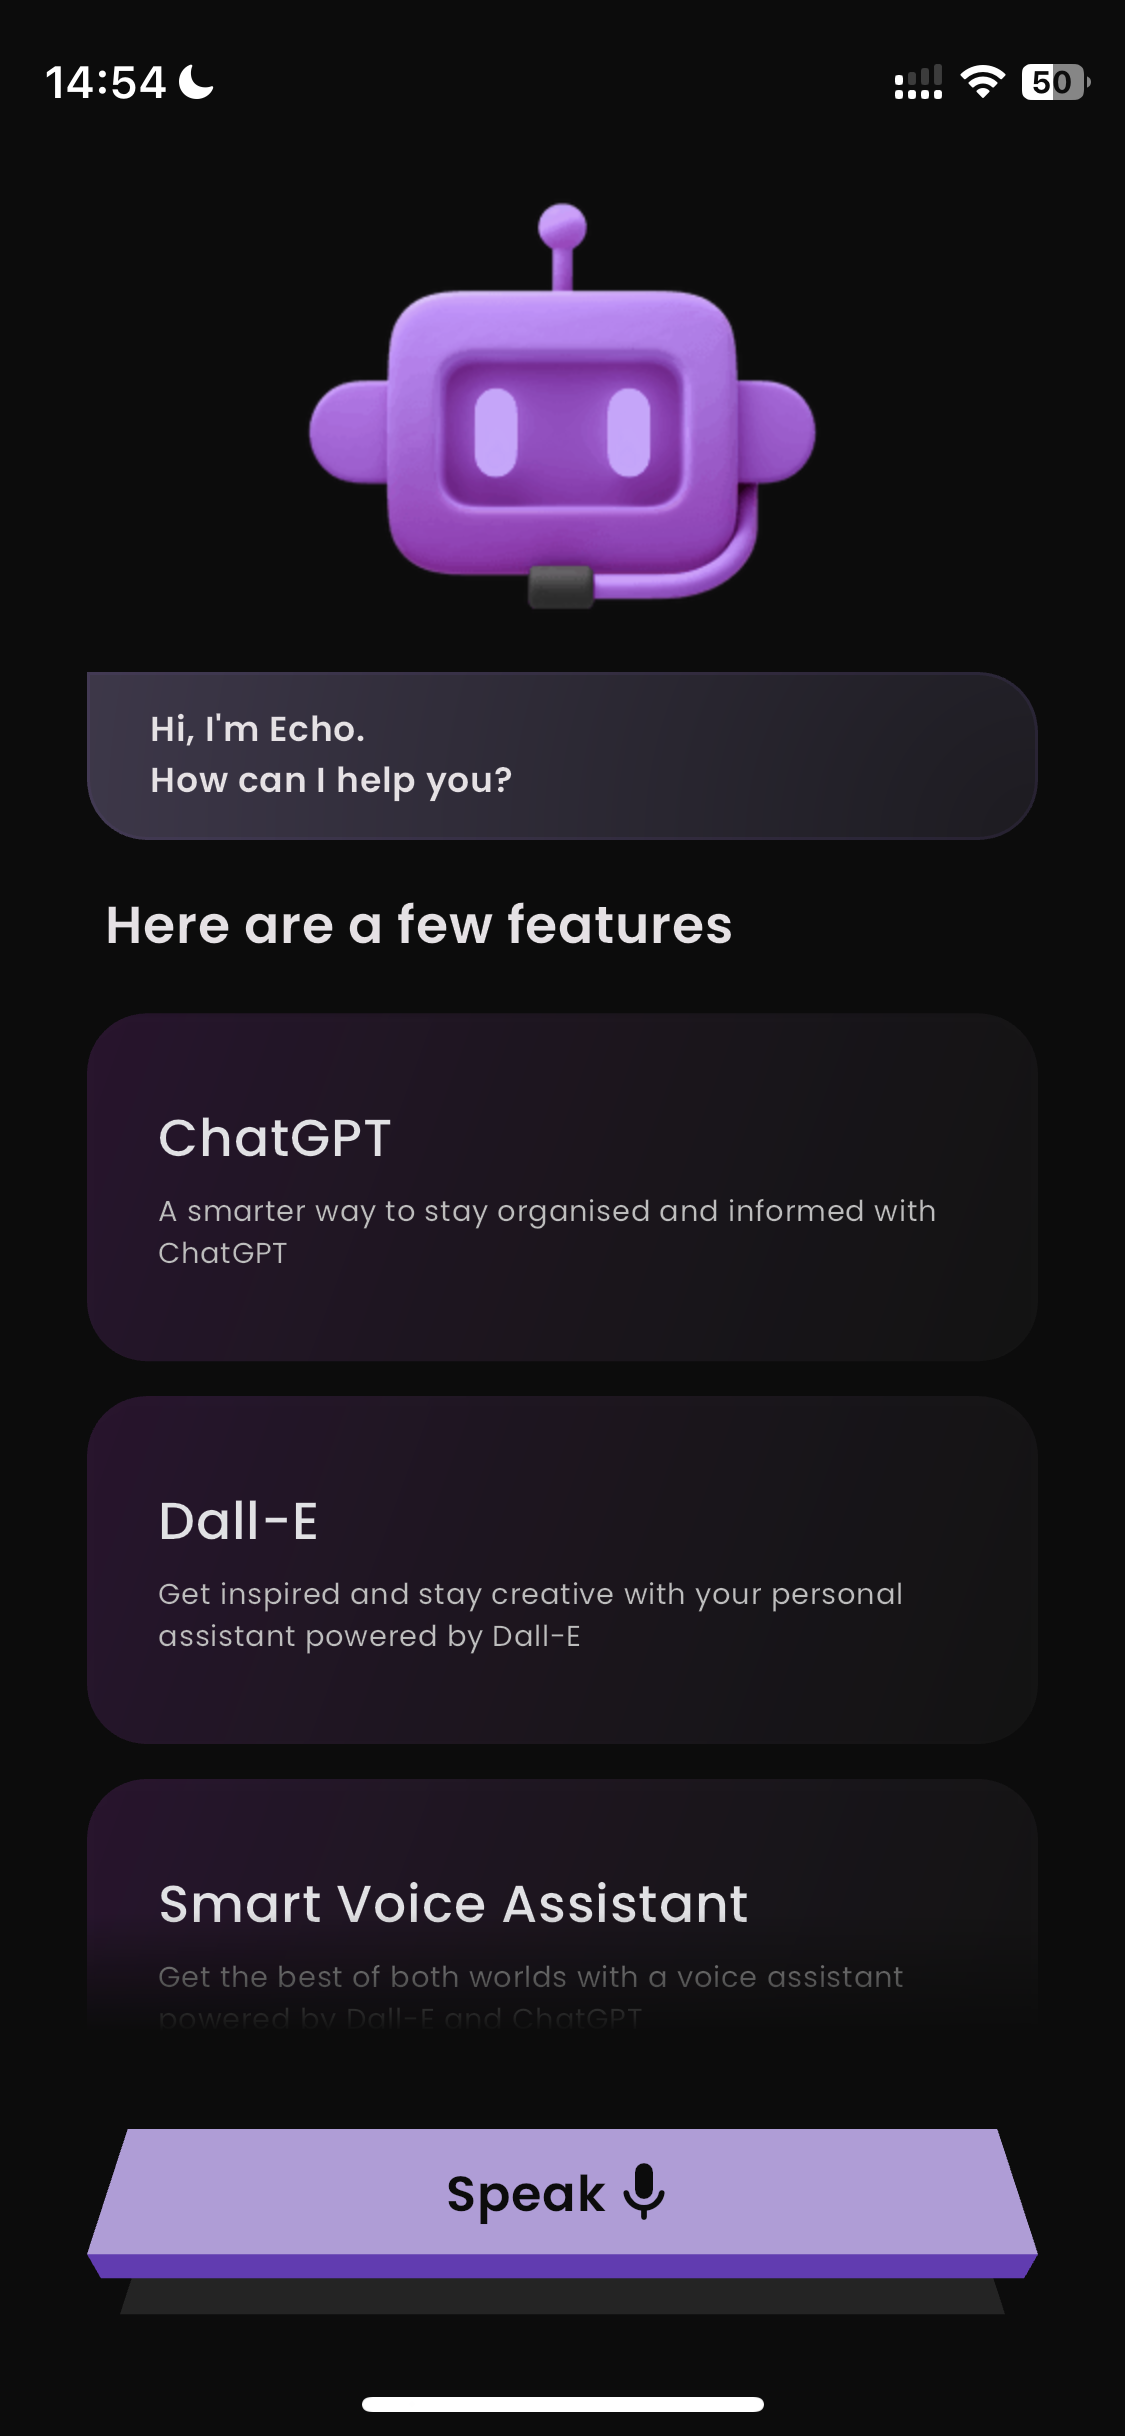 14:54
50
Hi, I'm Echo.
How can I help you?
Here are a few features
ChatGPT
A smarter way to stay organised and informed with
ChatGPT
Dall-E
Get inspired and stay creative with your personal
assistant powered by Dall-E
Smart Voice Assistant
Get the best of both worlds with a voice assistant
powered by Dall-E and ChatGPT
Speak